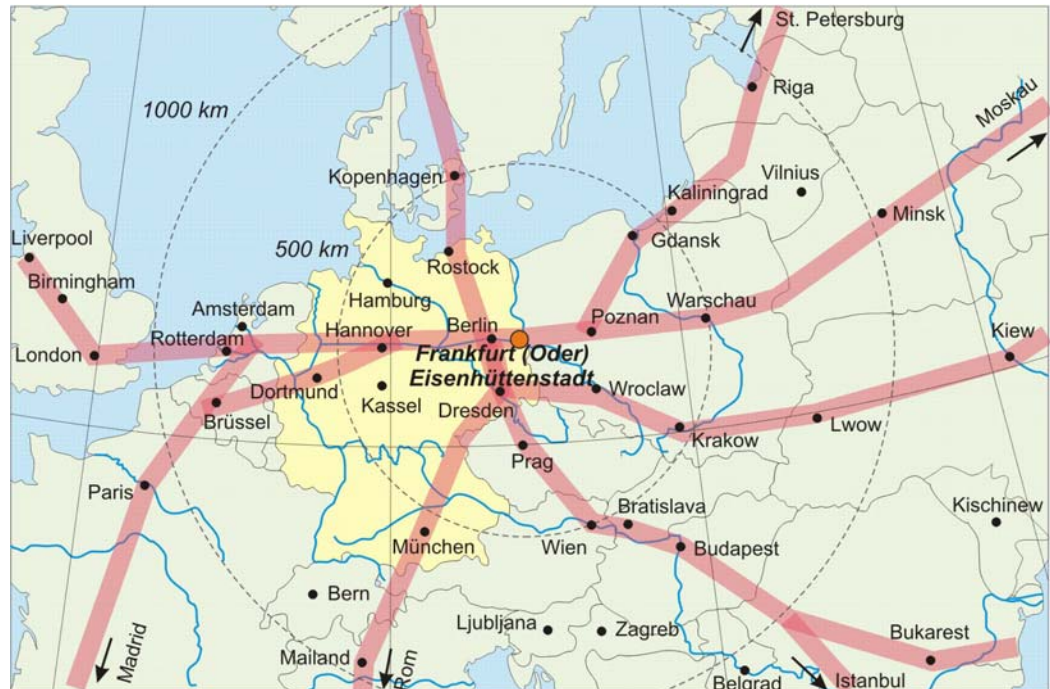 St. Petersburg
1000 km
Riga
Moskau
Kopenhagen
Vilnius
Kaliningrad
Minsk
Liverpool
500 km
Gdansk
Birmingham
Rostock
Hamburg
Amsterdam
Warschau
Rotterdam
Hannover
Berlin
Poznan
Kiew
London
Frankfurt (Oder)
Eisenhüttenstadt
Dortmund
Kassel
Dresden
Wroclaw
Brüssel
Krakow
Lwow
Prag
Paris
Bratislava
Kischinew
München
Wien
Budapest
Bern
Ljubljana
Zagreb
Bukarest
Madrid
Mailand
Rom
Belgrad
Istanbul